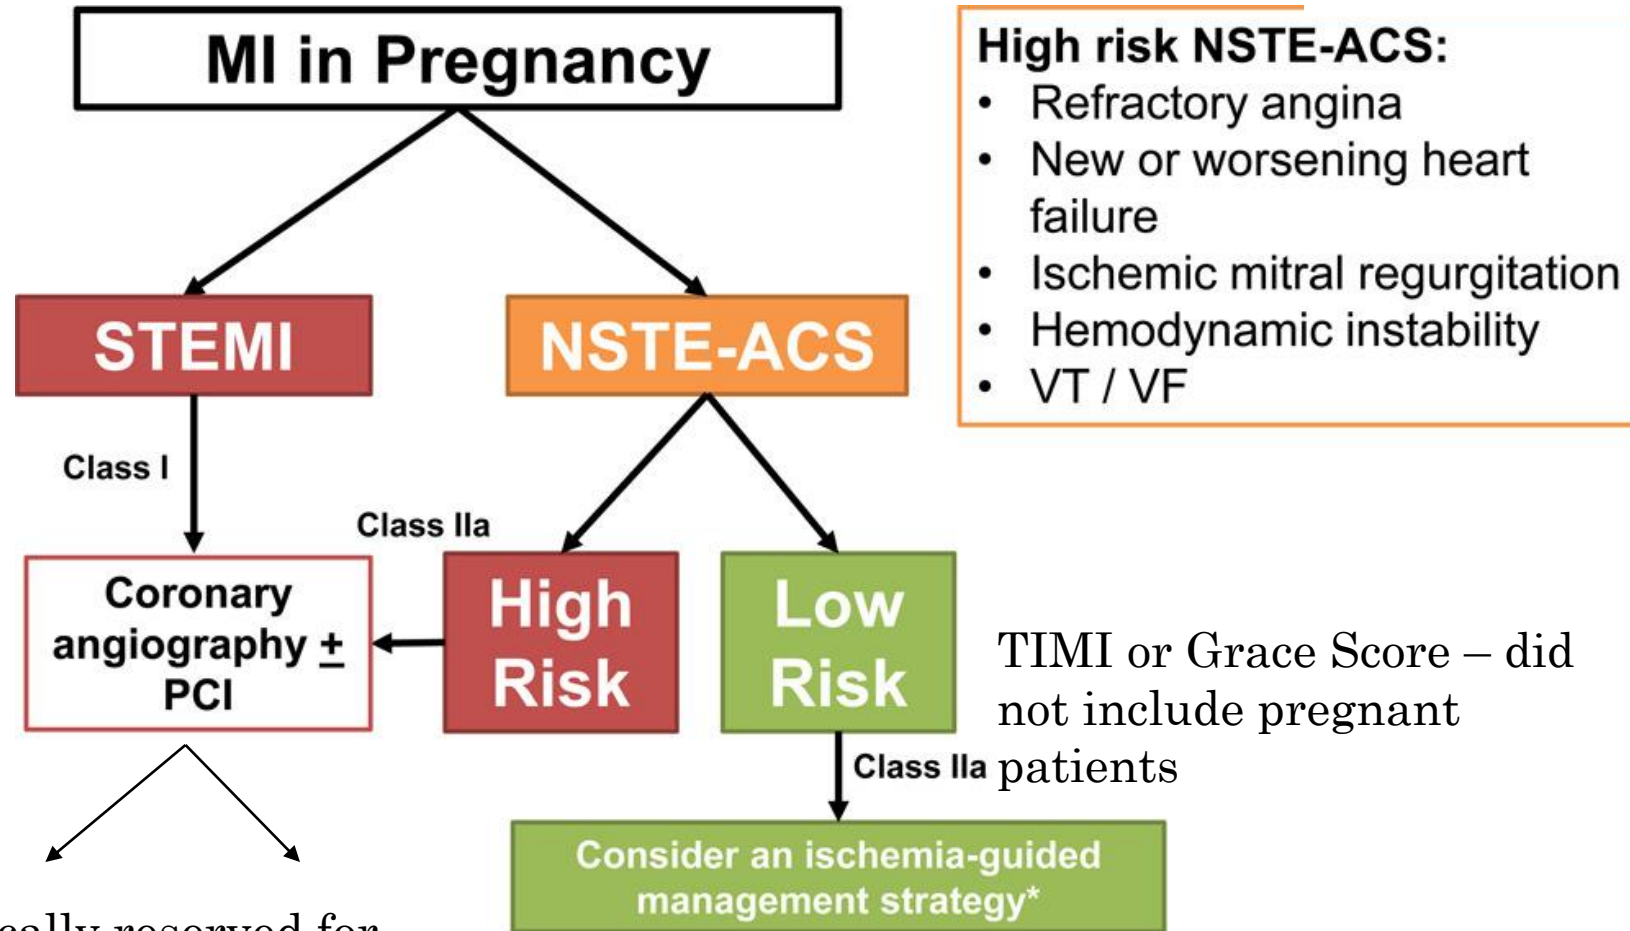 MI in Pregnancy
High risk NSTE-ACS:
• Refractory angina
• New or worsening heart
failure
• Ischemic mitral regurgitation
• Hemodynamic instability
• VT / VF
STEMI
NSTE-ACS
Class I
Class IIa
Coronary
angiography ±
PCI
High
Risk
Low
Risk
TIMI or Grace Score – did
not include pregnant
patients
Class IIa
Consider an ischemia-guided
management strategy*
reserved for